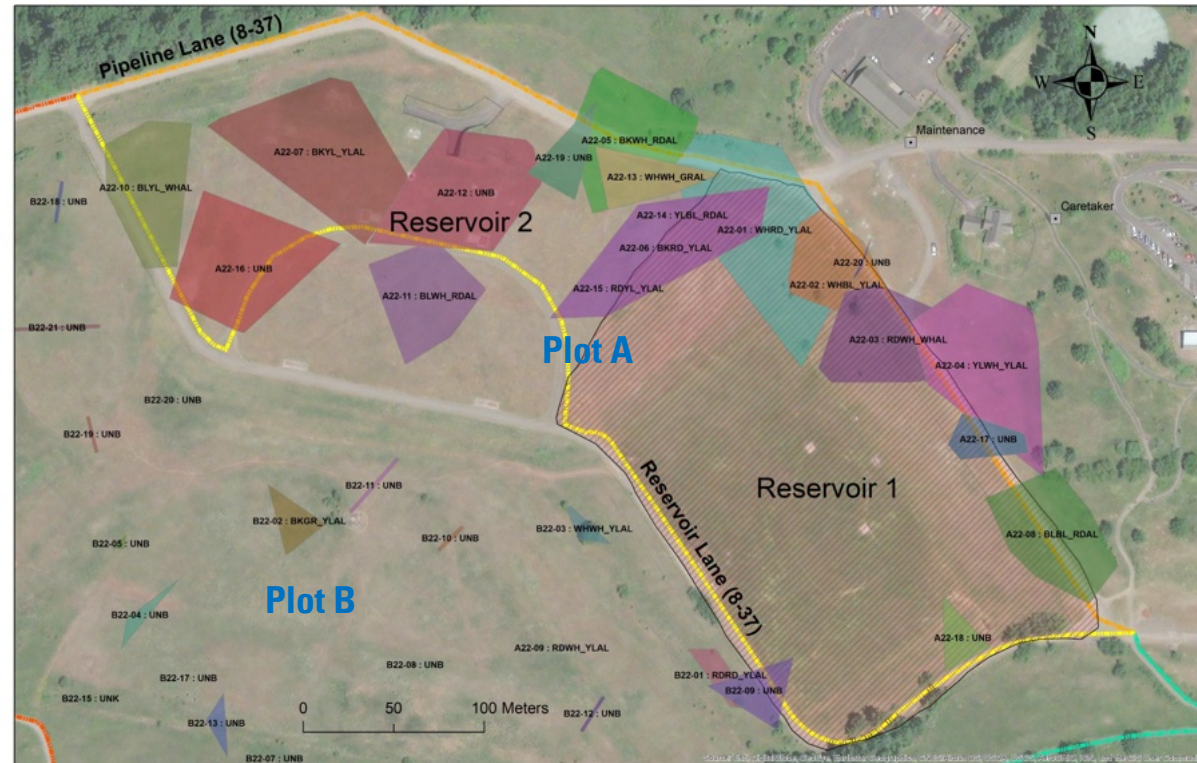 Pipeline Lane (8-37)
N
W E
S
Maintenance
A22-05 : BKWH_RDAL
A22-07 : BKYL_YLAL
A22-19 : UNB
A22-10 : BLYL_WHAL
A22-13 : WHWH_GRAL
A22-12 : UNB
B22-18 : UNB
Caretaker
A22-14 : YLBL_RDAL
Reservoir 2
A22-01 : WHRD_YLAL
A22-06 : BKRD_YLAL
A22-20 : UNB
A22-16 : UNB
A22-02 : WHBL_YLAL
A22-15 : RDYL_YLAL
A22-11 : BLWH_RDAL
B22-21 : UNB
A22-03 : RDWH_WHAL
Plot A
A22-04 : YLWH_YLAL
B22-20 : UNB
B22-19 : UNB
A22-17 : UNB
B22-11 : UNB
Reservoir 1
B22-02 : BKGR_YLAL
B22-03 : WHWH_YLAL
B22-10 : UNB
B22-05 : UNB
A22-08 : BLBL_RDAL
Reservoir Lane (8-37)
Plot B
B22-04 : UNB
A22-18 : UNB
A22-09 : RDWH_YLAL
B22-08 : UNB
B22-01 : RDRD_YLAL
B22-17 : UNB
B22-09 : UNB
B22-15 : UNK
0 50 100 Meters
B22-12 : UNB
B22-13 : UNB
B22-07 : UNB